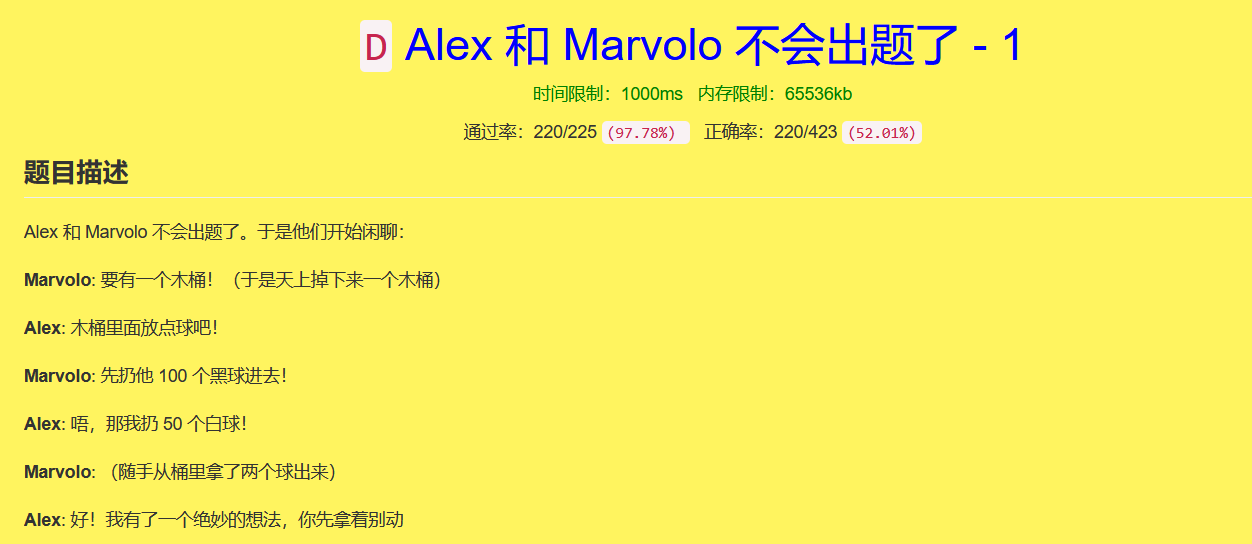 D Alex 和 Marvolo 不会出题了 - 1
时间限制：1000ms 内存限制：65536kb
通过率：220/225 (97.78%) 正确率：220/423 (52.01%)
题目描述
Alex 和 Marvolo 不会出题了。于是他们开始闲聊：
Marvolo: 要有一个木桶！（于是天上掉下来一个木桶）
Alex: 木桶里面放点球吧！
Marvolo: 先扔他 100 个黑球进去！
Alex: 唔，那我扔 50 个白球！
Marvolo: （随手从桶里拿了两个球出来）
Alex: 好！我有了一个绝妙的想法，你先拿着别动